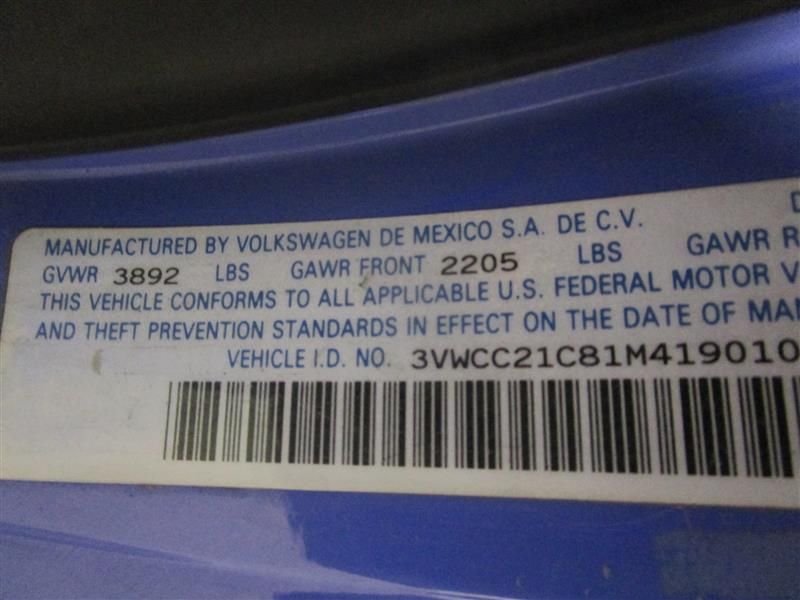 MANUFACTURED BY VOLKSWAGEN DE MEXICO S.A. DE C.V.
GVWR 3892 LBS GAWR FRONT 2205 LBS GAWR R
THIS VEHICLE CONFORMS TO ALL APPLICABLE U.S. FEDERAL MOTOR V
AND THEFT PREVENTION STANDARDS IN EFFECT ON THE DATE OF MAN
VEHICLE I.D. NO. 3VWCC21C81M419010